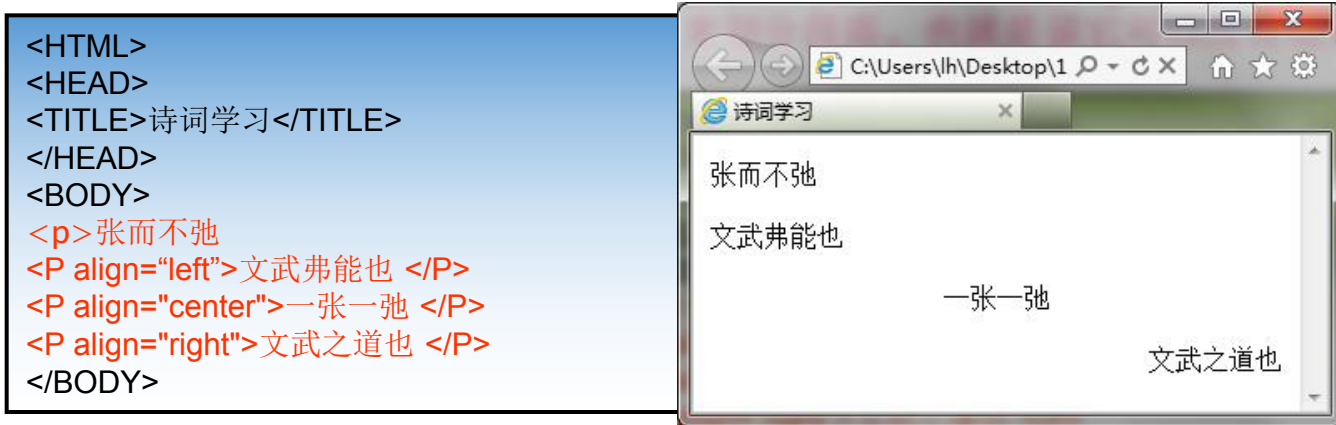 <HTML>
<HEAD>
<TITLE>诗词学习</TITLE>
</HEAD>
<BODY>
＜p＞张而不弛
<P align=“left”>文武弗能也 </P>
<P align="center">一张一弛 </P>
<P align="right">文武之道也 </P>
</BODY>
C:\Users\lh\Desktop\1
诗词学习
张而不弛
文武弗能也
一张一弛
文武之道也